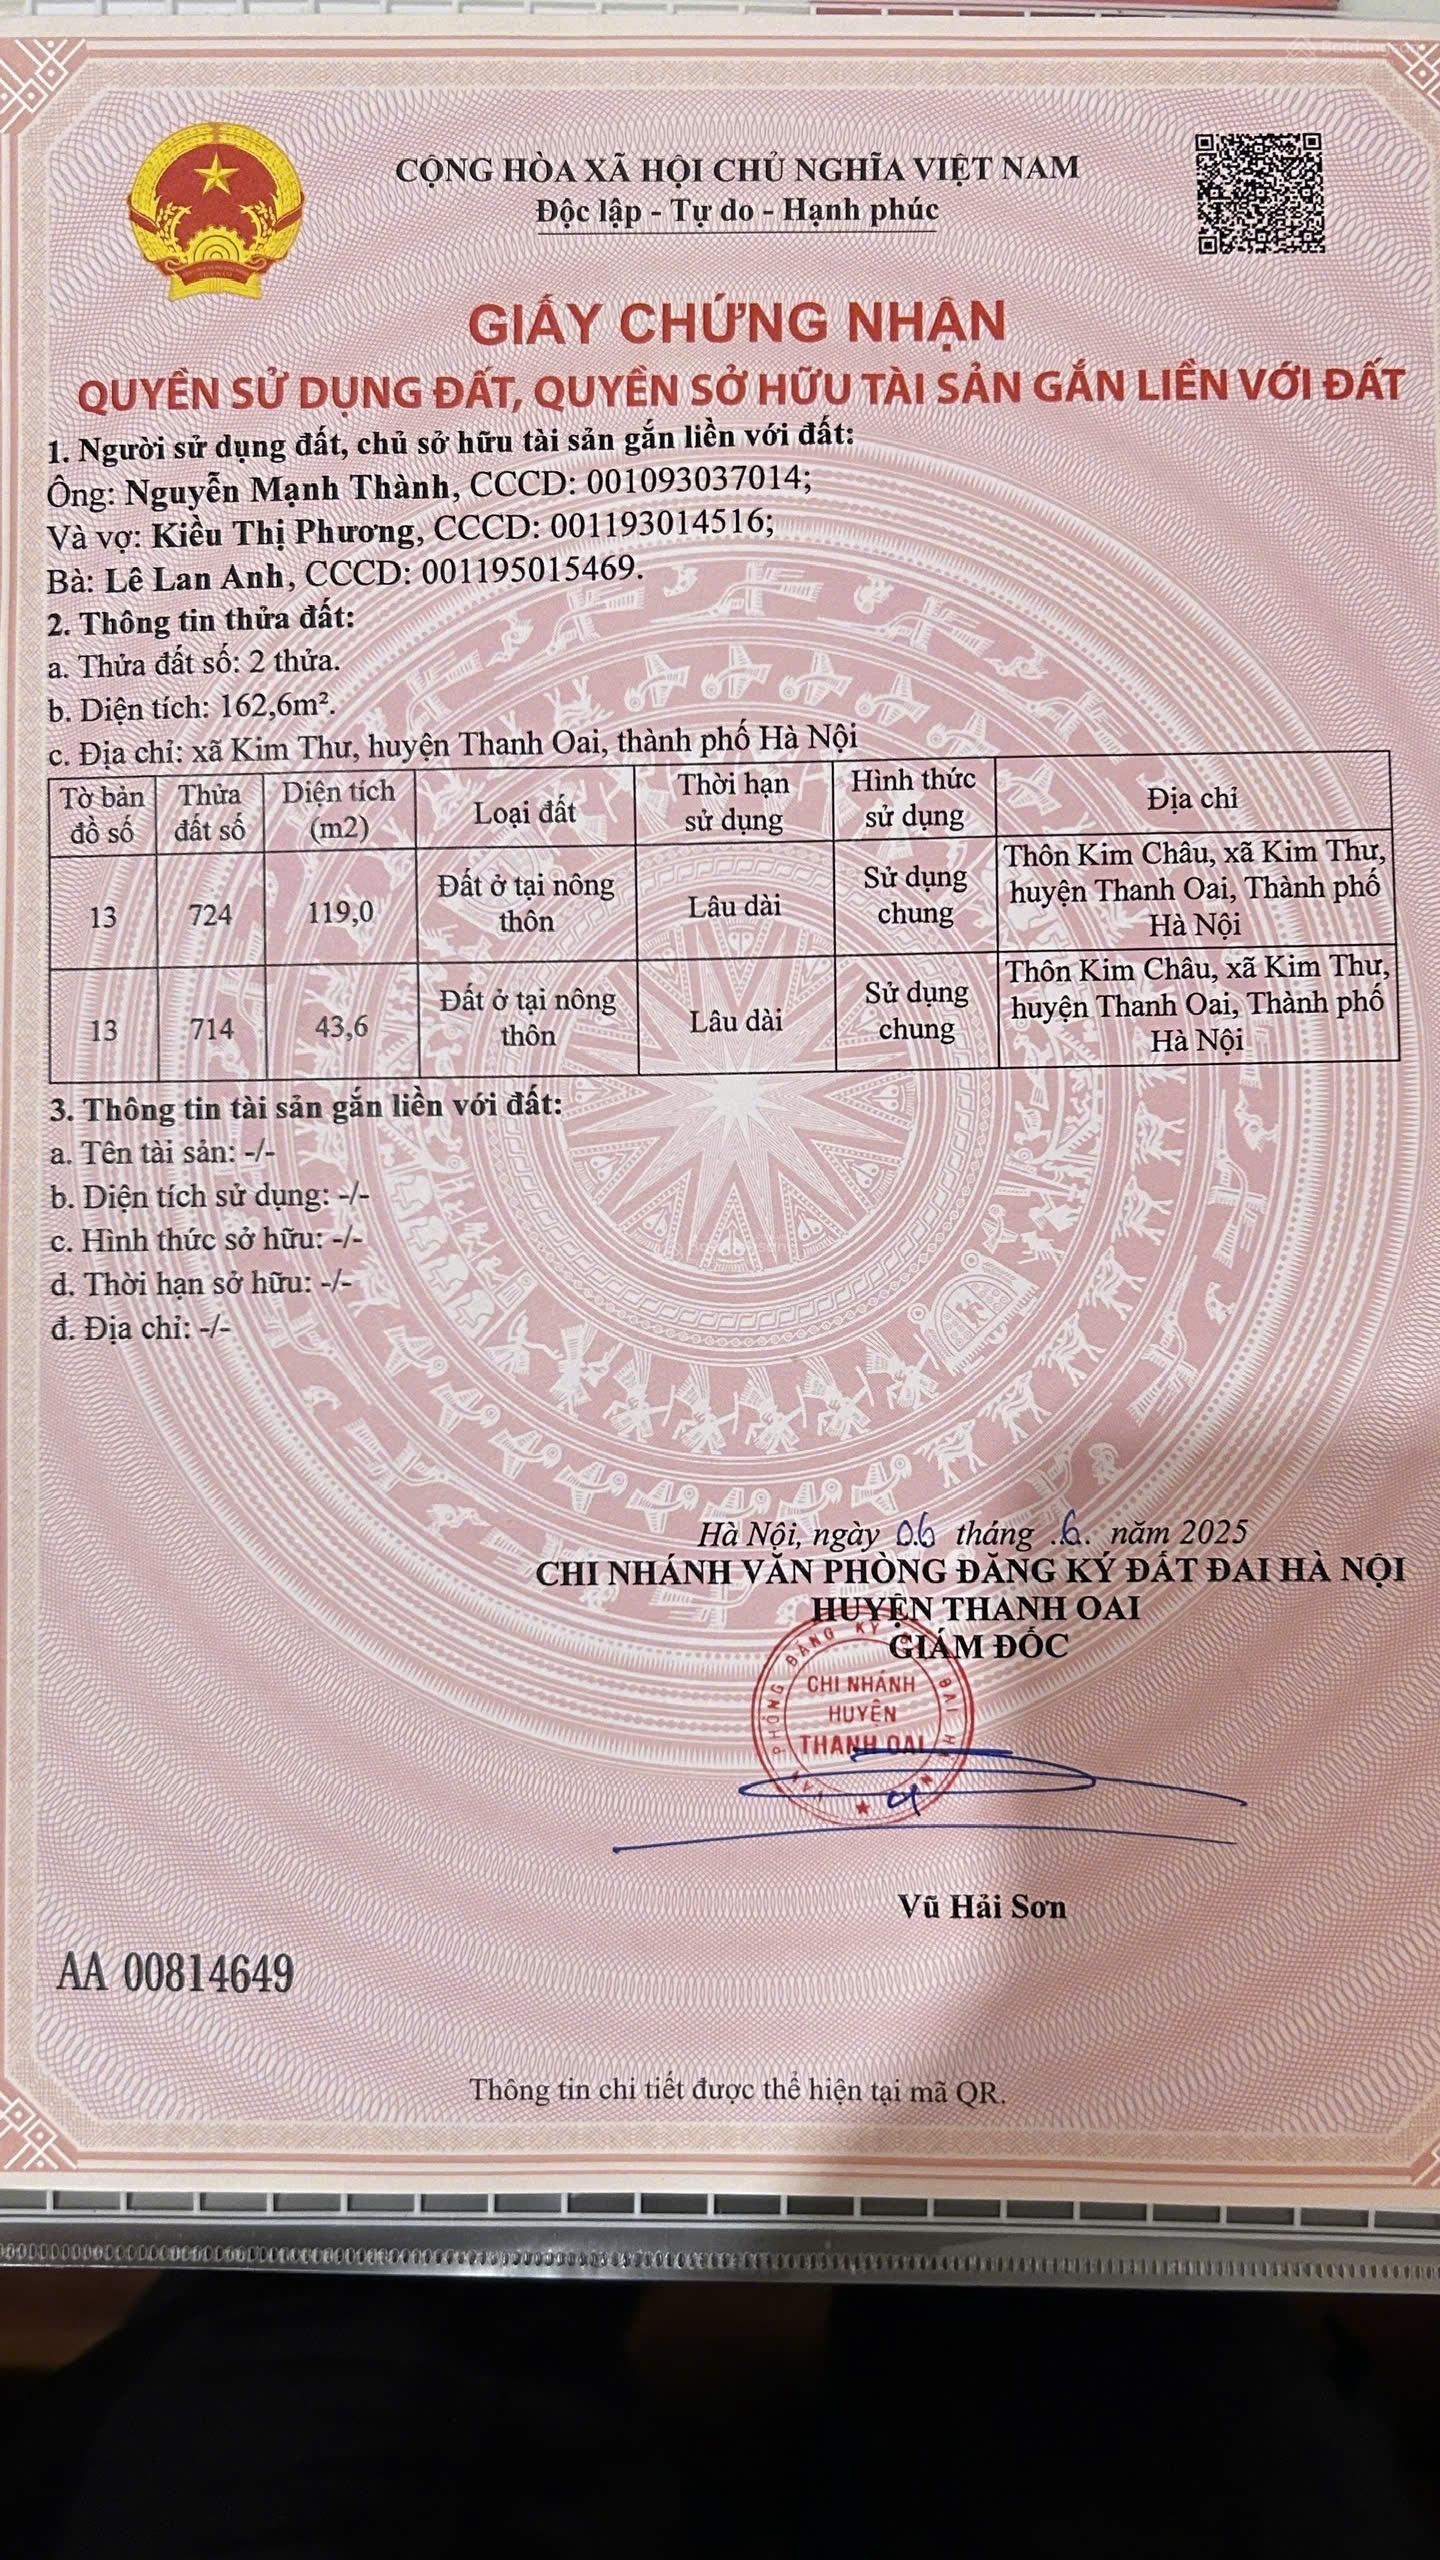 Batdongsan
CỘNG HÒA XÃ HỘI CHỦ NGHĨA VIỆT NAM
Độc lập - Tự do - Hạnh phúc
GIẤY CHỨNG NHẬN
QUYỀN SỬ DỤNG ĐẤT, QUYỀN SỞ HỮU TÀI SẢN GẮN LIỀN VỚI ĐẤT
1. Người sử dụng đất, chủ sở hữu tài sản gắn liền với đất:
Ông: Nguyễn Mạnh Thành, CCCD: 001093037014;
Và vợ: Kiều Thị Phương, CCCD: 001193014516;
Bà: Lê Lan Anh, CCCD: 001195015469.
2. Thông tin thửa đất:
a. Thửa đất số: 2 thửa.
b. Diện tích: 162,6m².
c. Địa chỉ: xã Kim Thư, huyện Thanh Oai, thành phố Hà Nội
Tờ bản đồ số Thửa đất số Diện tích (m2) Loại đất Thời hạn sử dụng Hình thức sử dụng Địa chỉ
13 724 119,0 Đất ở tại nông thôn Lâu dài Sử dụng chung Thôn Kim Châu, xã Kim Thư, huyện Thanh Oai, Thành phố Hà Nội
13 714 43,6 Đất ở tại nông thôn Lâu dài Sử dụng chung Thôn Kim Châu, xã Kim Thư, huyện Thanh Oai, Thành phố Hà Nội
3. Thông tin tài sản gắn liền với đất:
a. Tên tài sản: -/-
b. Diện tích sử dụng: -/-
c. Hình thức sở hữu: -/-
d. Thời hạn sở hữu: -/-
đ. Địa chỉ: -/-
Hà Nội, ngày 06 tháng .6. năm 2025
CHI NHÁNH VĂN PHÒNG ĐĂNG KÝ ĐẤT ĐAI HÀ NỘI
HUYỆN THANH OAI
GIÁM ĐỐC
CHI NHÁNH
HUYỆN
THANH OAI
Vũ Hải Sơn
AA 00814649
Thông tin chi tiết được thể hiện tại mã QR.